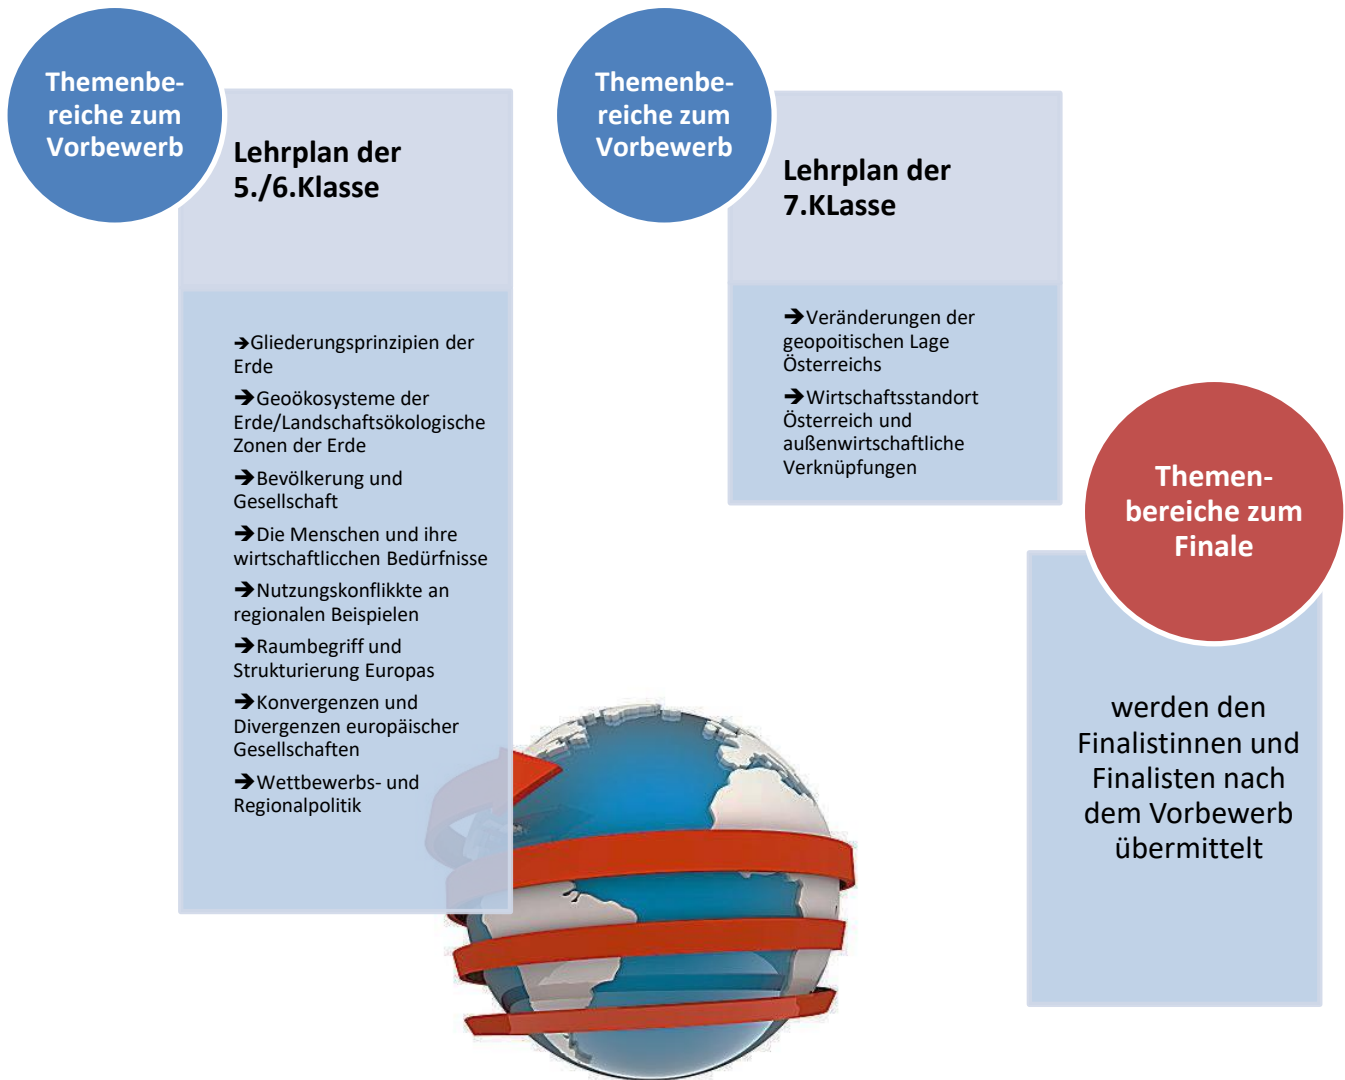 Themenbe-
reiche zum
Vorbewerb
Lehrplan der
5./6.Klasse
➔Gliederungsprinzipien der
Erde
➔Geoökosysteme der
Erde/Landschaftsökologische
Zonen der Erde
➔Bevölkerung und
Gesellschaft
➔Die Menschen und ihre
wirtschaftlicchen Bedürfnisse
➔Nutzungskonflikkte an
regionalen Beispielen
➔Raumbegriff und
Strukturierung Europas
➔Konvergenzen und
Divergenzen europäischer
Gesellschaften
➔Wettbewerbs- und
Regionalpolitik
Themenbe-
reiche zum
Vorbewerb
Lehrplan der
7.KLasse
➔Veränderungen der
geopoitischen Lage
Österreichs
➔Wirtschaftsstandort
Österreich und
außenwirtschaftliche
Verknüpfungen
Themen-
bereiche zum
Finale
werden den
Finalistinnen und
Finalisten nach
dem Vorbewerb
übermittelt